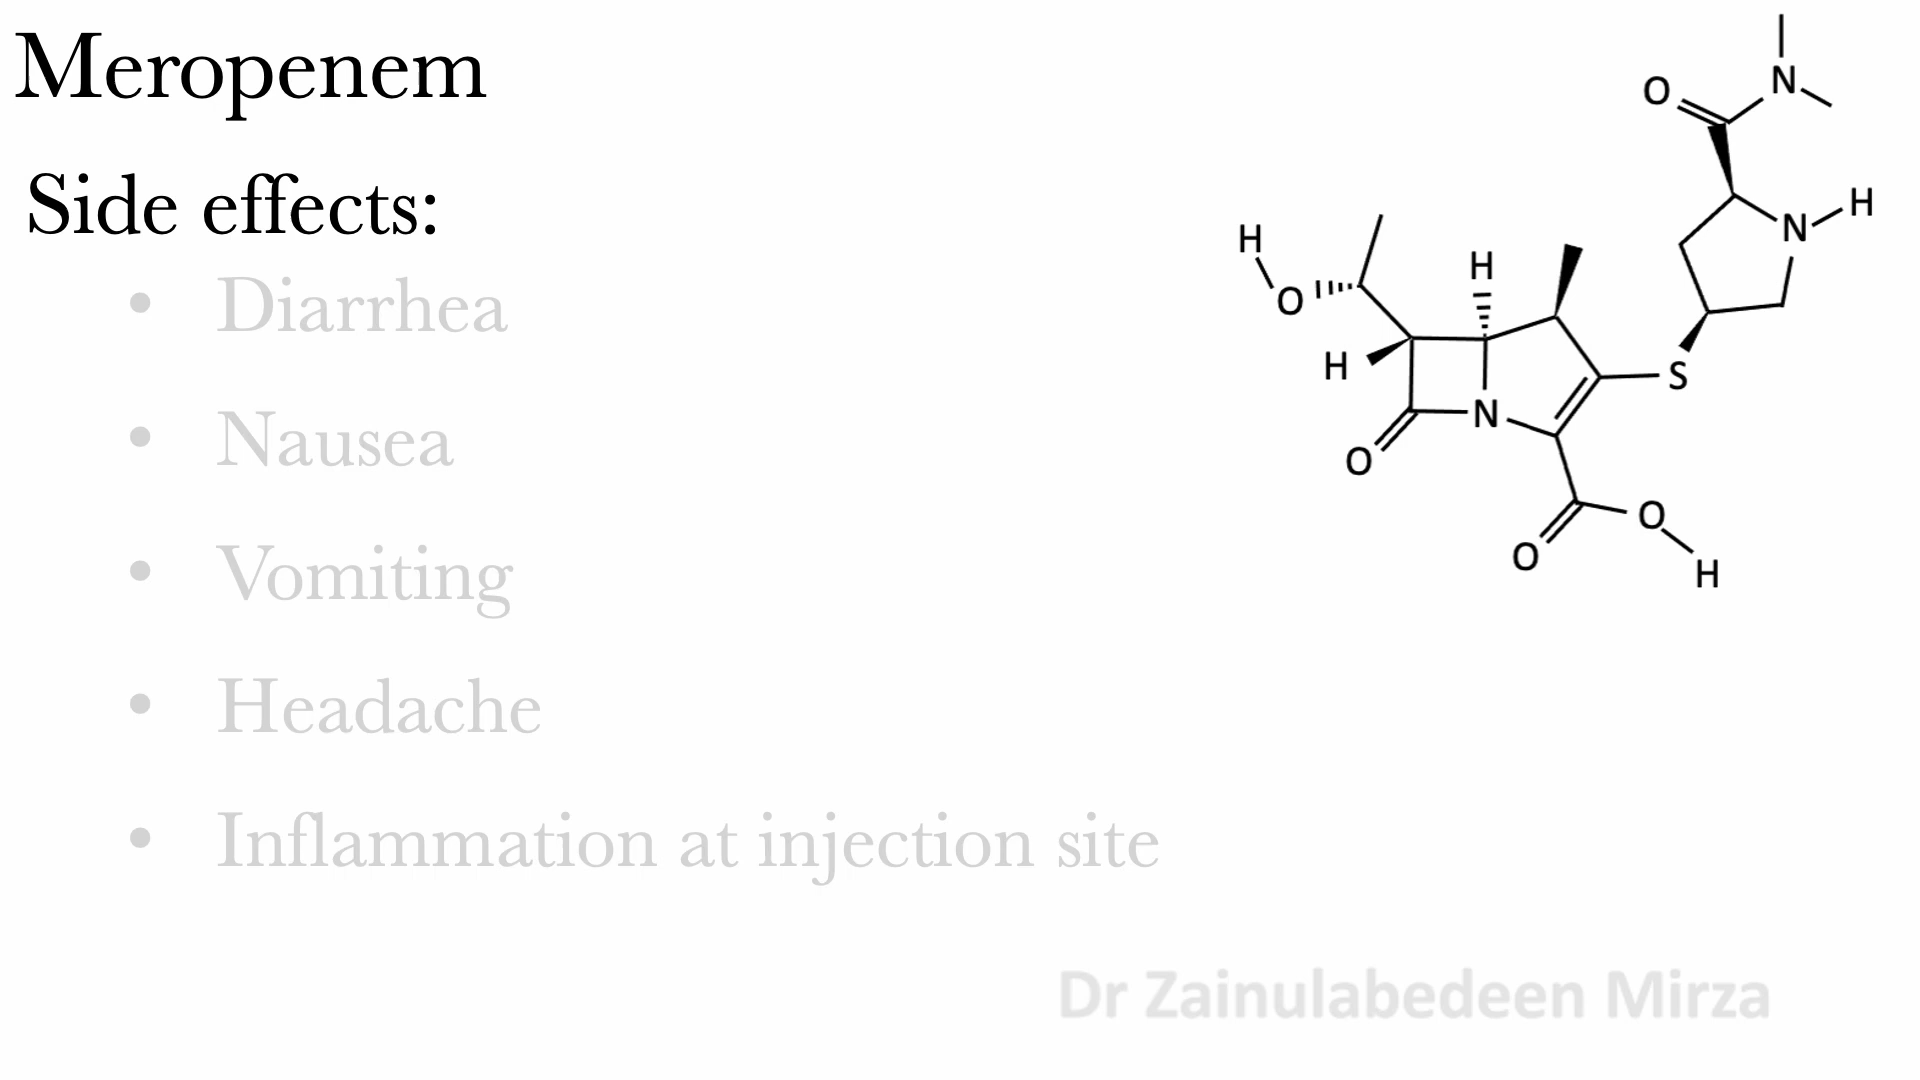 Meropenem
Side effects:
• Diarrhea
• Nausea
• Vomiting
• Headache
• Inflammation at injection site
N
O
H
N
H
H
O
H
S
N
O
O
O
H
Dr Zainulabedeen Mirza